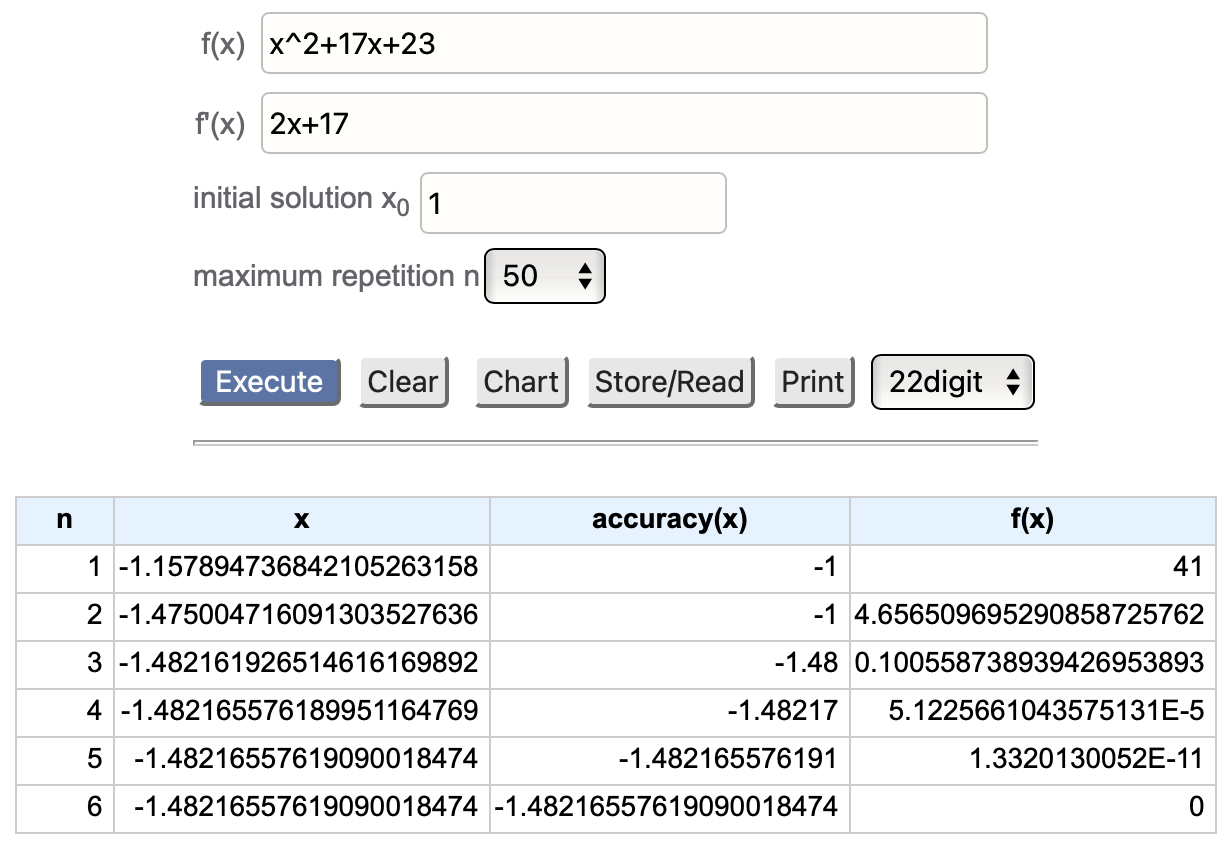 f(x) x^2+17x+23
f'(x) 2x+17
initial solution x₀ 1
maximum repetition n 50
Execute Clear Chart Store/Read Print 22digit
n x accuracy(x) f(x)
1 -1.157894736842105263158 -1 41
2 -1.475004716091303527636 -1 4.656509695290858725762
3 -1.482161926514616169892 -1.48 0.100558738939426953893
4 -1.482165576189951164769 -1.48217 5.1225661043575131E-5
5 -1.48216557619090018474 -1.482165576191 1.3320130052E-11
6 -1.48216557619090018474 -1.48216557619090018474 0